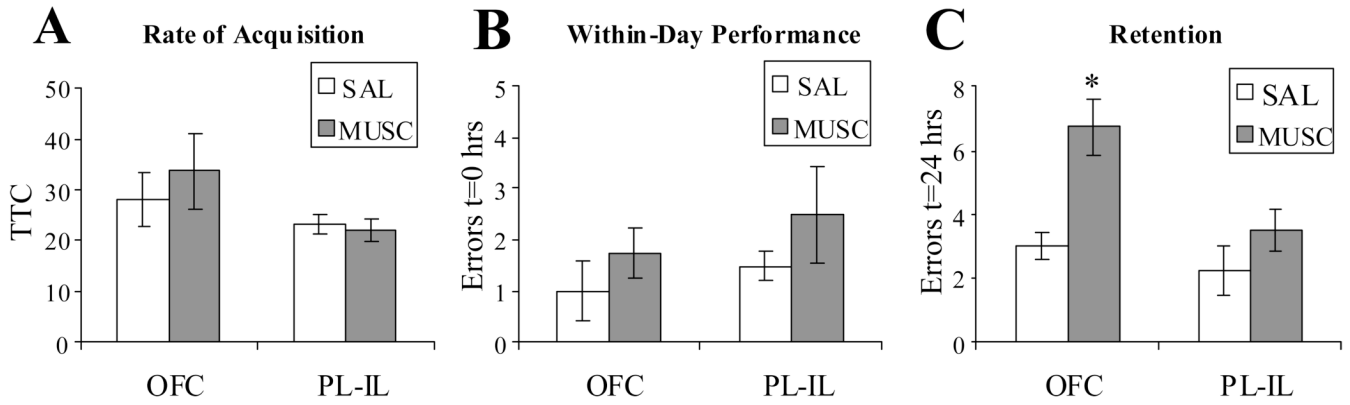 A
Rate of Acquisition
SAL
MUSC
TTC
50
40
30
20
10
0
OFC
PL-IL
B
Within-Day Performance
SAL
MUSC
Errors t=0 hrs
5
4
3
2
1
0
OFC
PL-IL
C
Retention
SAL
MUSC
Errors t=24 hrs
8
6
4
2
0
*
OFC
PL-IL